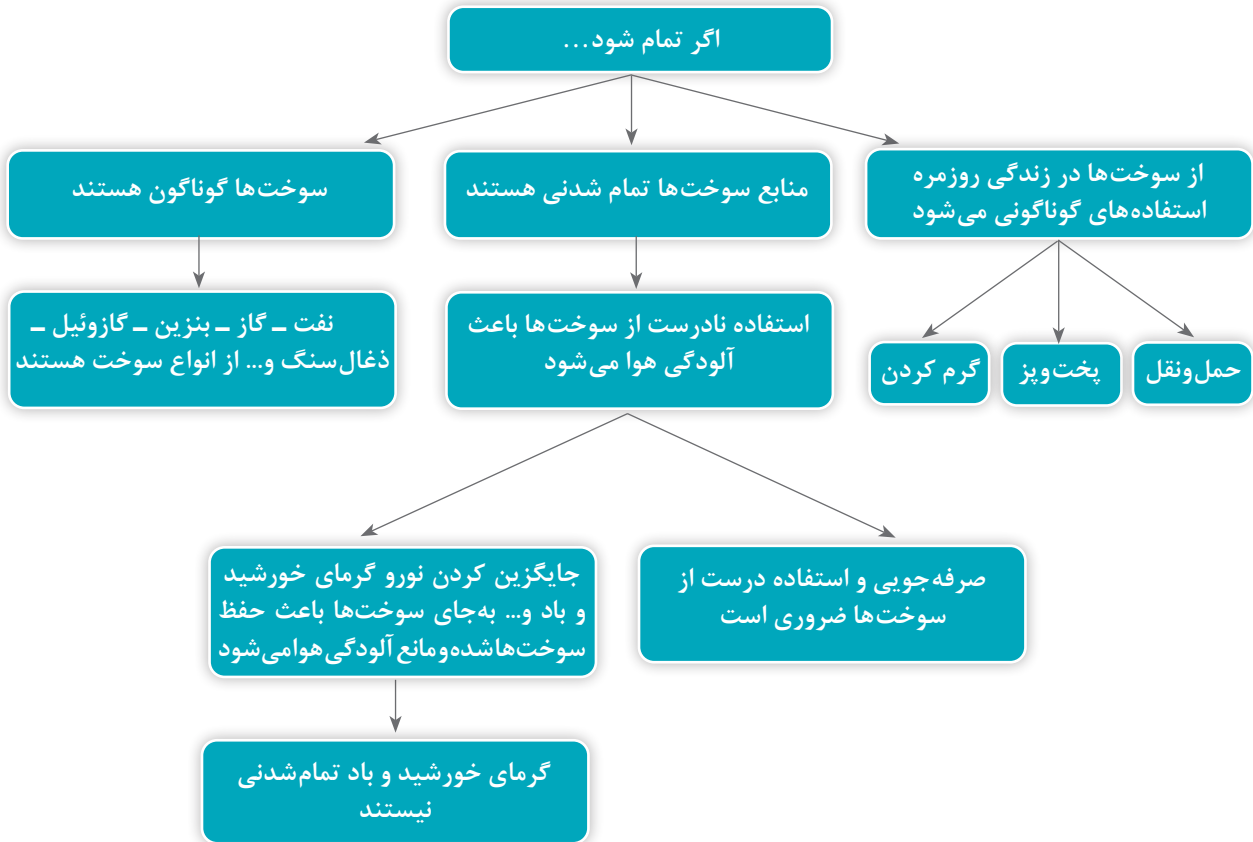 اگر تمام شود...
از سوخت‌ها در زندگی روزمره
استفاده‌های گوناگونی می‌شود
منابع سوخت‌ها تمام شدنی هستند
سوخت‌ها گوناگون هستند
حمل‌ونقل
پخت‌وپز
گرم کردن
استفاده نادرست از سوخت‌ها باعث
آلودگی هوا می‌شود
نفت ـ گاز ـ بنزین ـ گازوئیل ـ
ذغال‌سنگ و... از انواع سوخت هستند
صرفه‌جویی و استفاده درست از
سوخت‌ها ضروری است
جایگزین کردن نورو گرمای خورشید
و باد و... به‌جای سوخت‌ها باعث حفظ
سوخت‌هاشده‌ومانع‌آلودگی‌هوامی‌شود
گرمای خورشید و باد تمام‌شدنی
نیستند